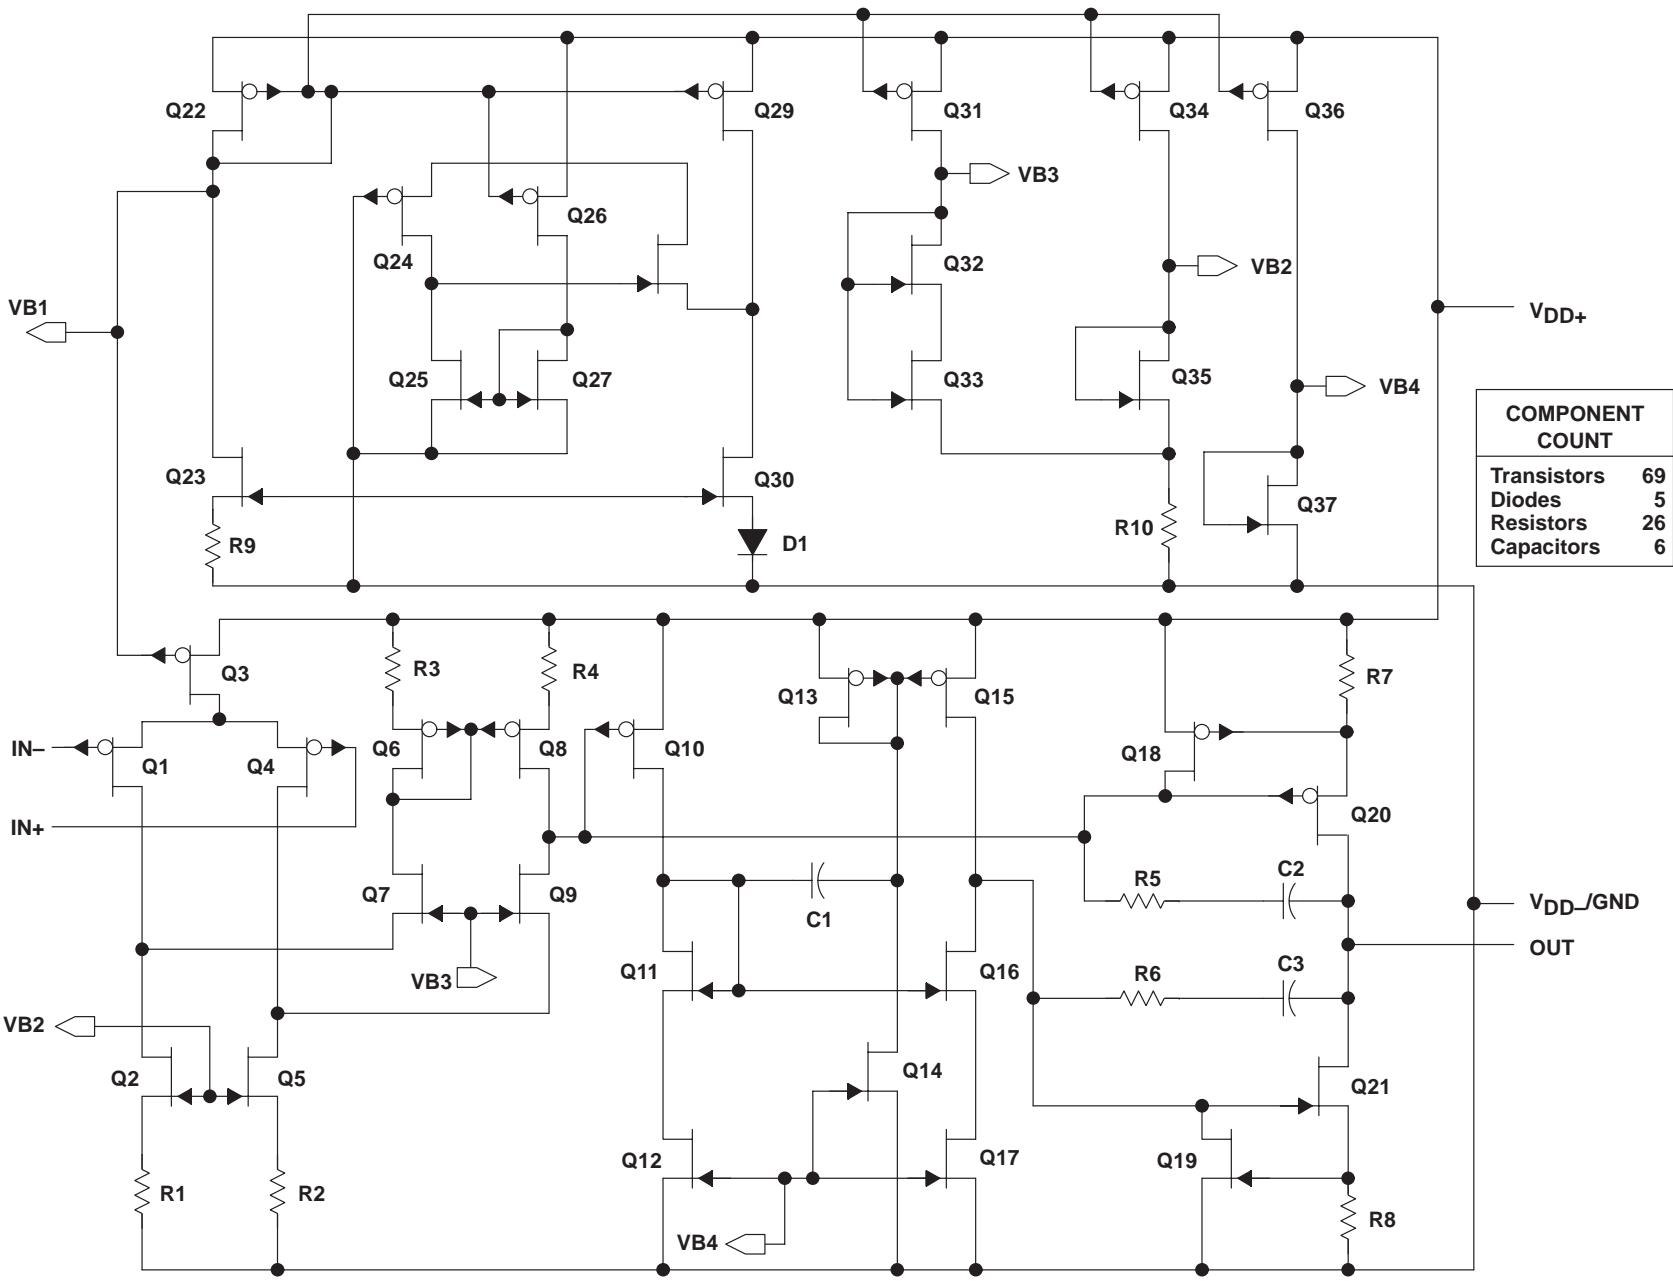 Q22
Q29
Q31
Q34
Q36
VB3
Q26
Q24
Q32
VB2
VB1
VDD+
Q25
Q27
Q33
Q35
VB4
COMPONENT
COUNT
Transistors 69
Diodes 5
Resistors 26
Capacitors 6
Q23
Q30
Q37
R9
D1
R10
Q3
R3
R4
Q13
Q15
R7
IN–
Q1
Q4
Q6
Q8
Q10
Q18
IN+
Q20
Q7
Q9
C1
R5
C2
VDD–/GND
OUT
VB3
Q11
Q16
R6
C3
VB2
Q2
Q5
Q14
Q21
Q12
Q17
Q19
R1
R2
R8
VB4